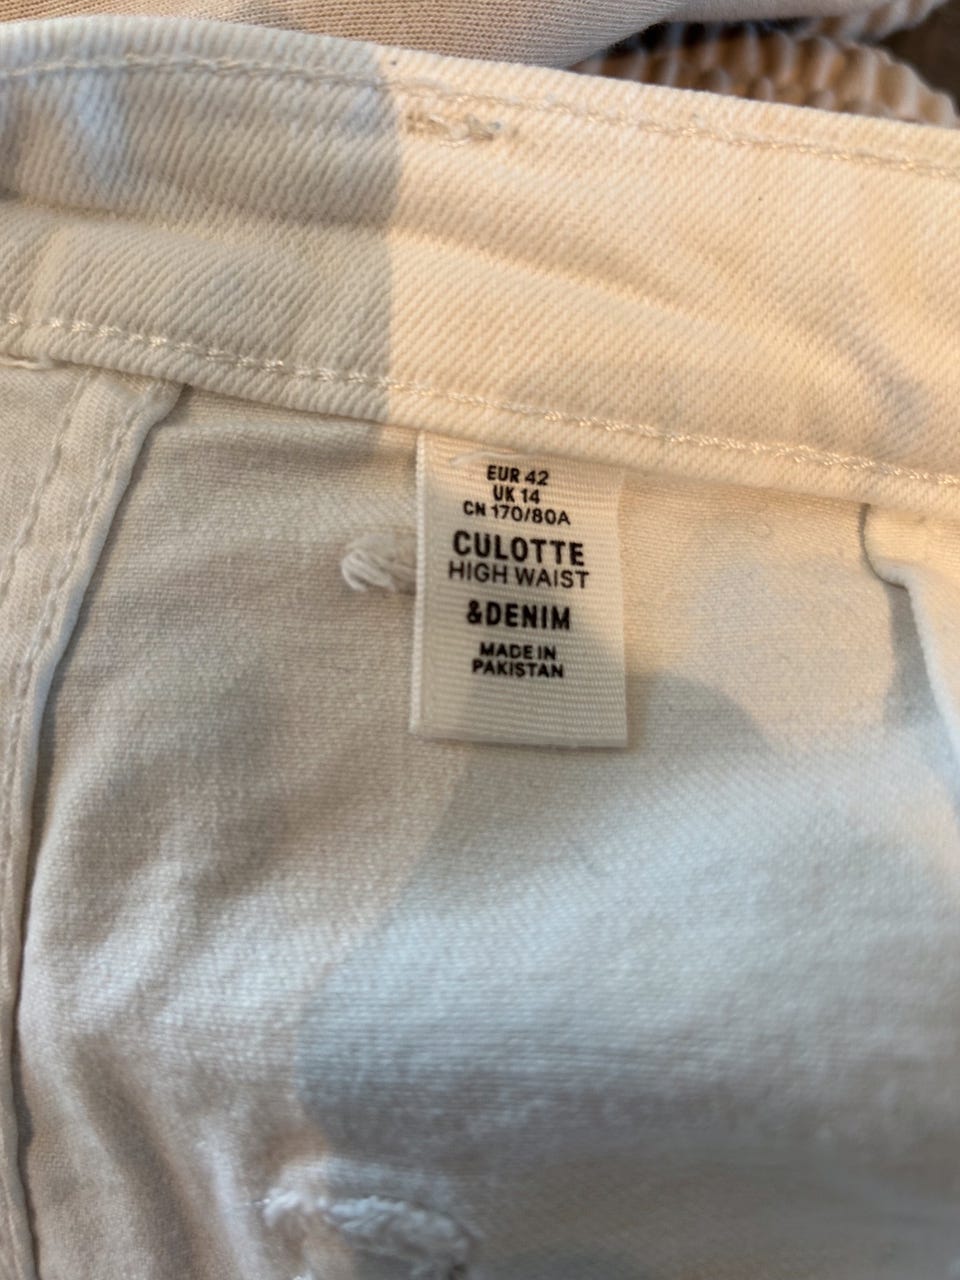 EUR 42
UK 14
CN 170/80A
CULOTTE
HIGH WAIST
&DENIM
MADE IN
PAKISTAN